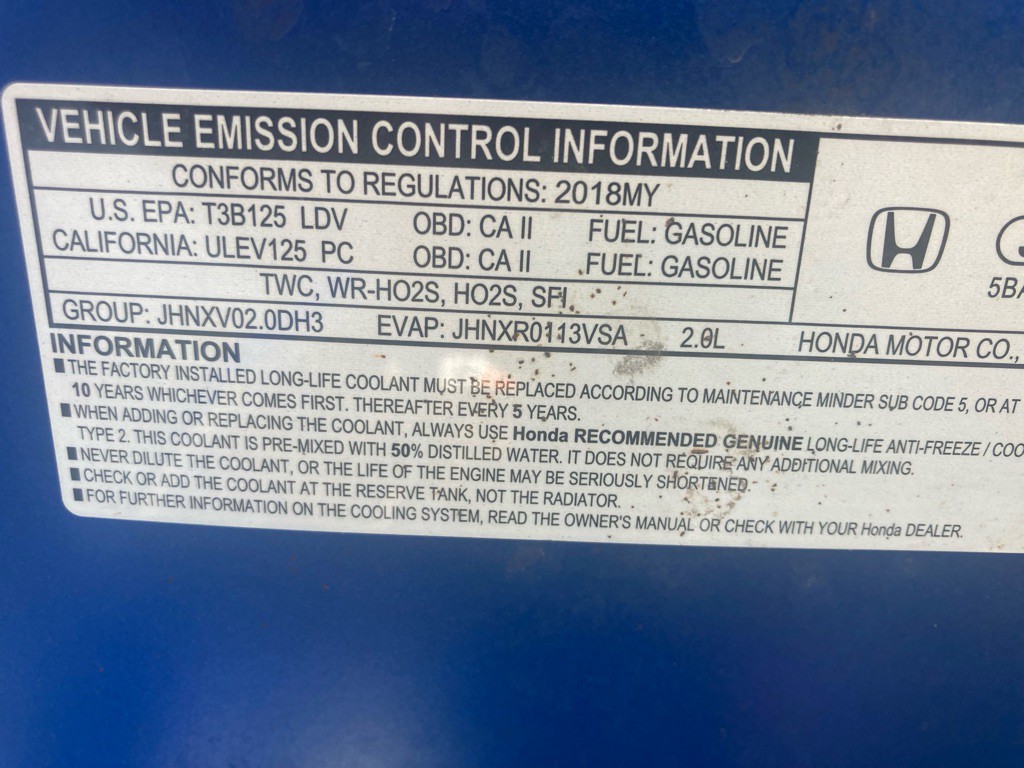 VEHICLE EMISSION CONTROL INFORMATION
CONFORMS TO REGULATIONS: 2018MY
U.S. EPA: T3B125 LDV OBD: CA II FUEL: GASOLINE
CALIFORNIA: ULEV125 PC OBD: CA II FUEL: GASOLINE
5BA
TWC, WR-HO2S, HO2S, SFI
GROUP: JHNXV02.0DH3 EVAP: JHNXR0113VSA 2.0L HONDA MOTOR CO.,
INFORMATION
■ THE FACTORY INSTALLED LONG-LIFE COOLANT MUST BE REPLACED ACCORDING TO MAINTENANCE MINDER SUB CODE 5, OR AT
10 YEARS WHICHEVER COMES FIRST. THEREAFTER EVERY 5 YEARS.
■ WHEN ADDING OR REPLACING THE COOLANT, ALWAYS USE Honda RECOMMENDED GENUINE LONG-LIFE ANTI-FREEZE / COO
TYPE 2. THIS COOLANT IS PRE-MIXED WITH 50% DISTILLED WATER. IT DOES NOT REQUIRE ANY ADDITIONAL MIXING.
■ NEVER DILUTE THE COOLANT, OR THE LIFE OF THE ENGINE MAY BE SERIOUSLY SHORTENED.
■ CHECK OR ADD THE COOLANT AT THE RESERVE TANK, NOT THE RADIATOR.
■ FOR FURTHER INFORMATION ON THE COOLING SYSTEM, READ THE OWNER'S MANUAL OR CHECK WITH YOUR Honda DEALER.